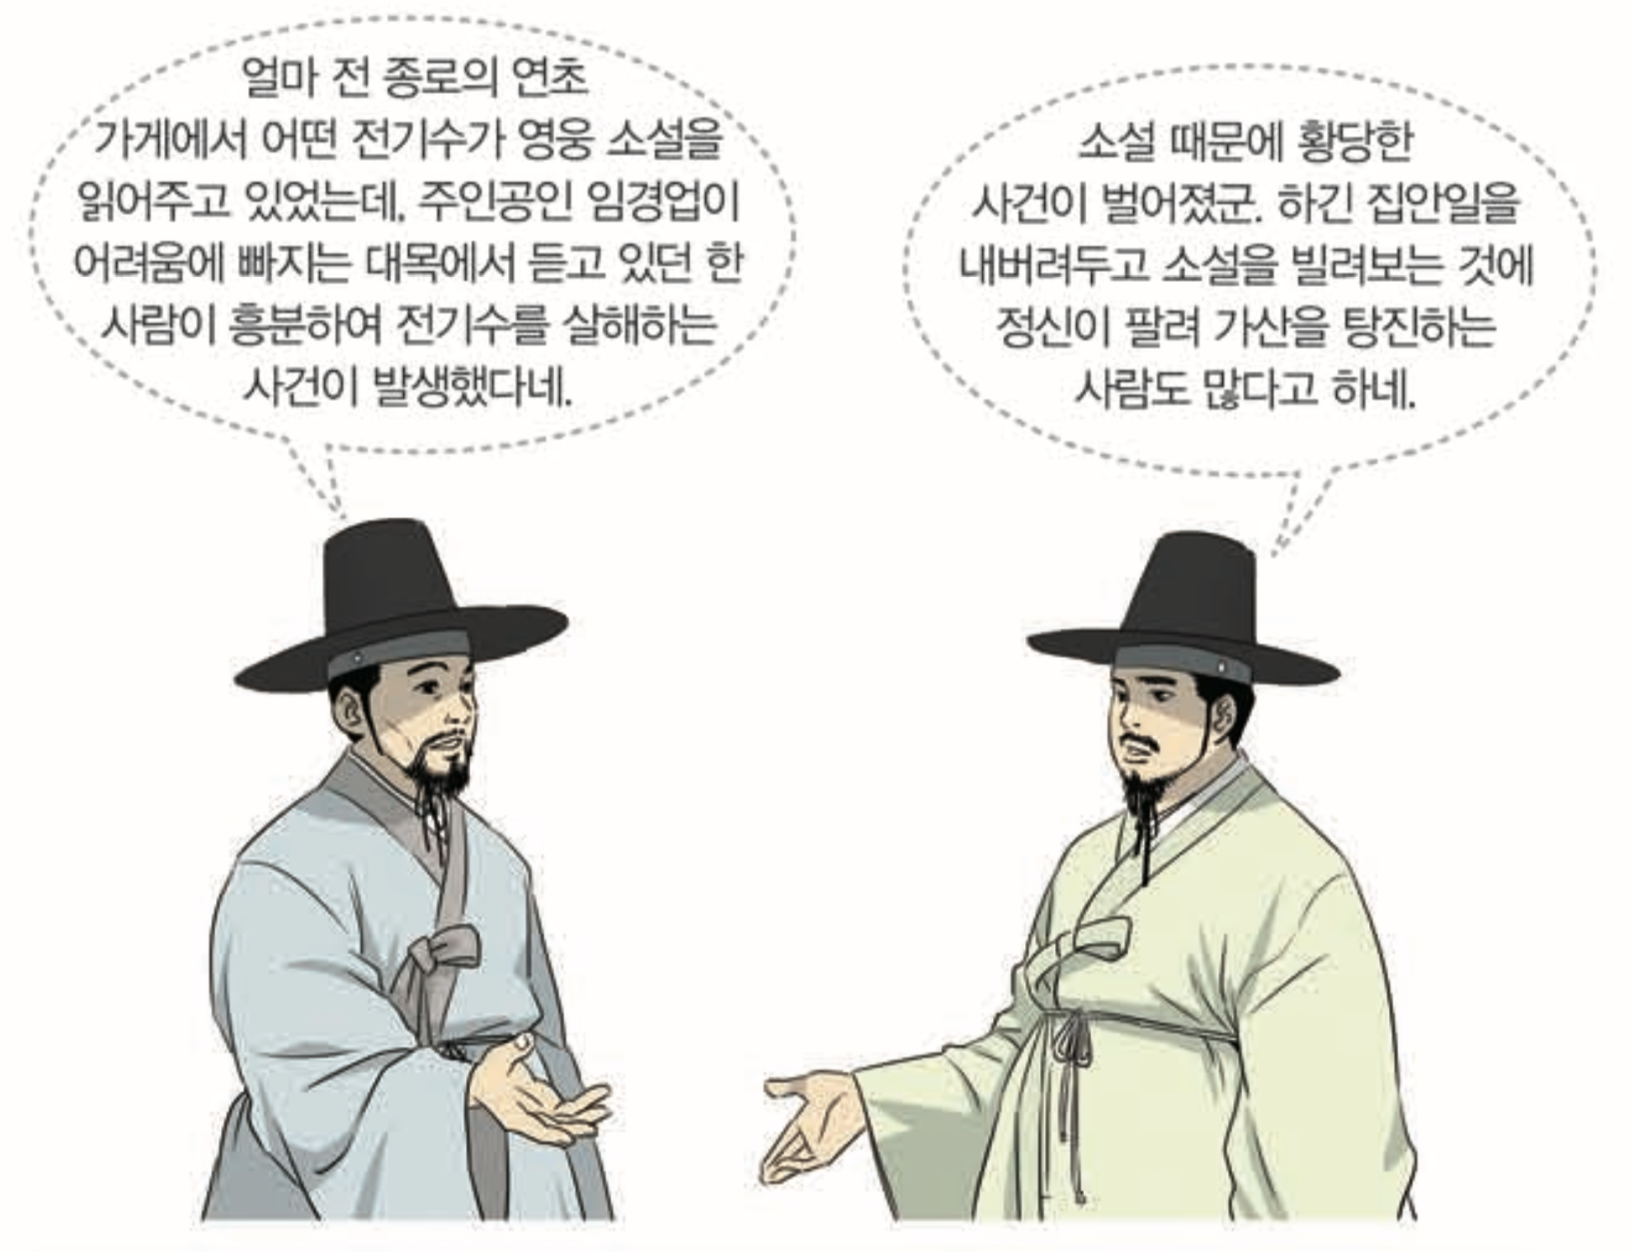 얼마 전 종로의 연초
가게에서 어떤 전기수가 영웅 소설을
읽어주고 있었는데, 주인공인 임경업이
어려움에 빠지는 대목에서 듣고 있던 한
사람이 흥분하여 전기수를 살해하는
사건이 발생했다네.
소설 때문에 황당한
사건이 벌어졌군. 하긴 집안일을
내버려두고 소설을 빌려보는 것에
정신이 팔려 가산을 탕진하는
사람도 많다고 하네.